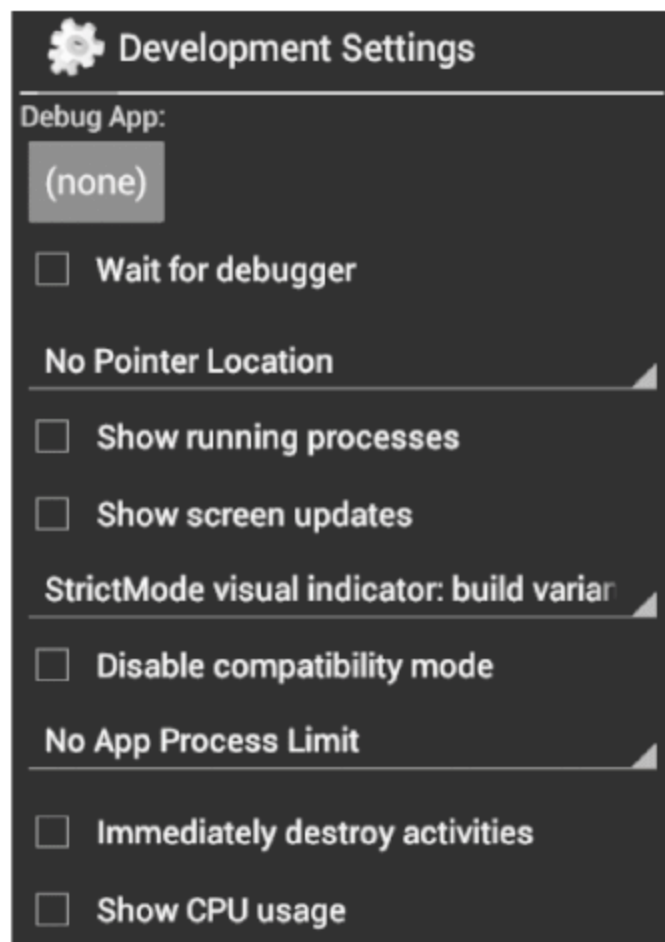 Development Settings
Debug App:
(none)
Wait for debugger
No Pointer Location
Show running processes
Show screen updates
StrictMode visual indicator: build varian
Disable compatibility mode
No App Process Limit
Immediately destroy activities
Show CPU usage